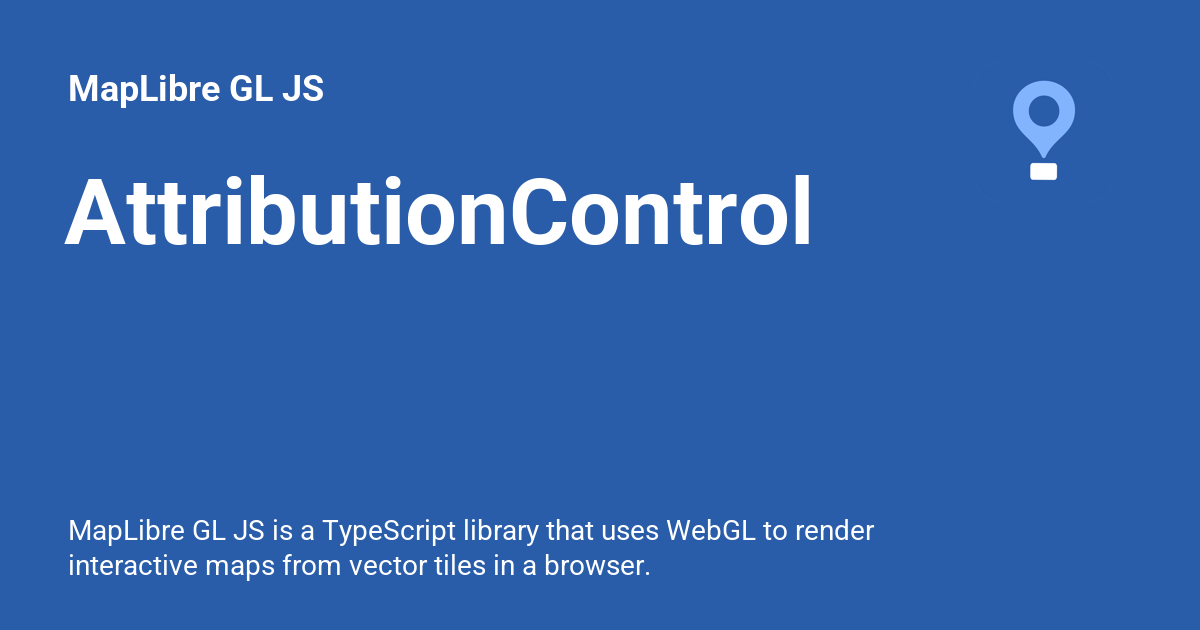 MapLibre GL JS
AttributionControl
MapLibre GL JS is a TypeScript library that uses WebGL to render
interactive maps from vector tiles in a browser.